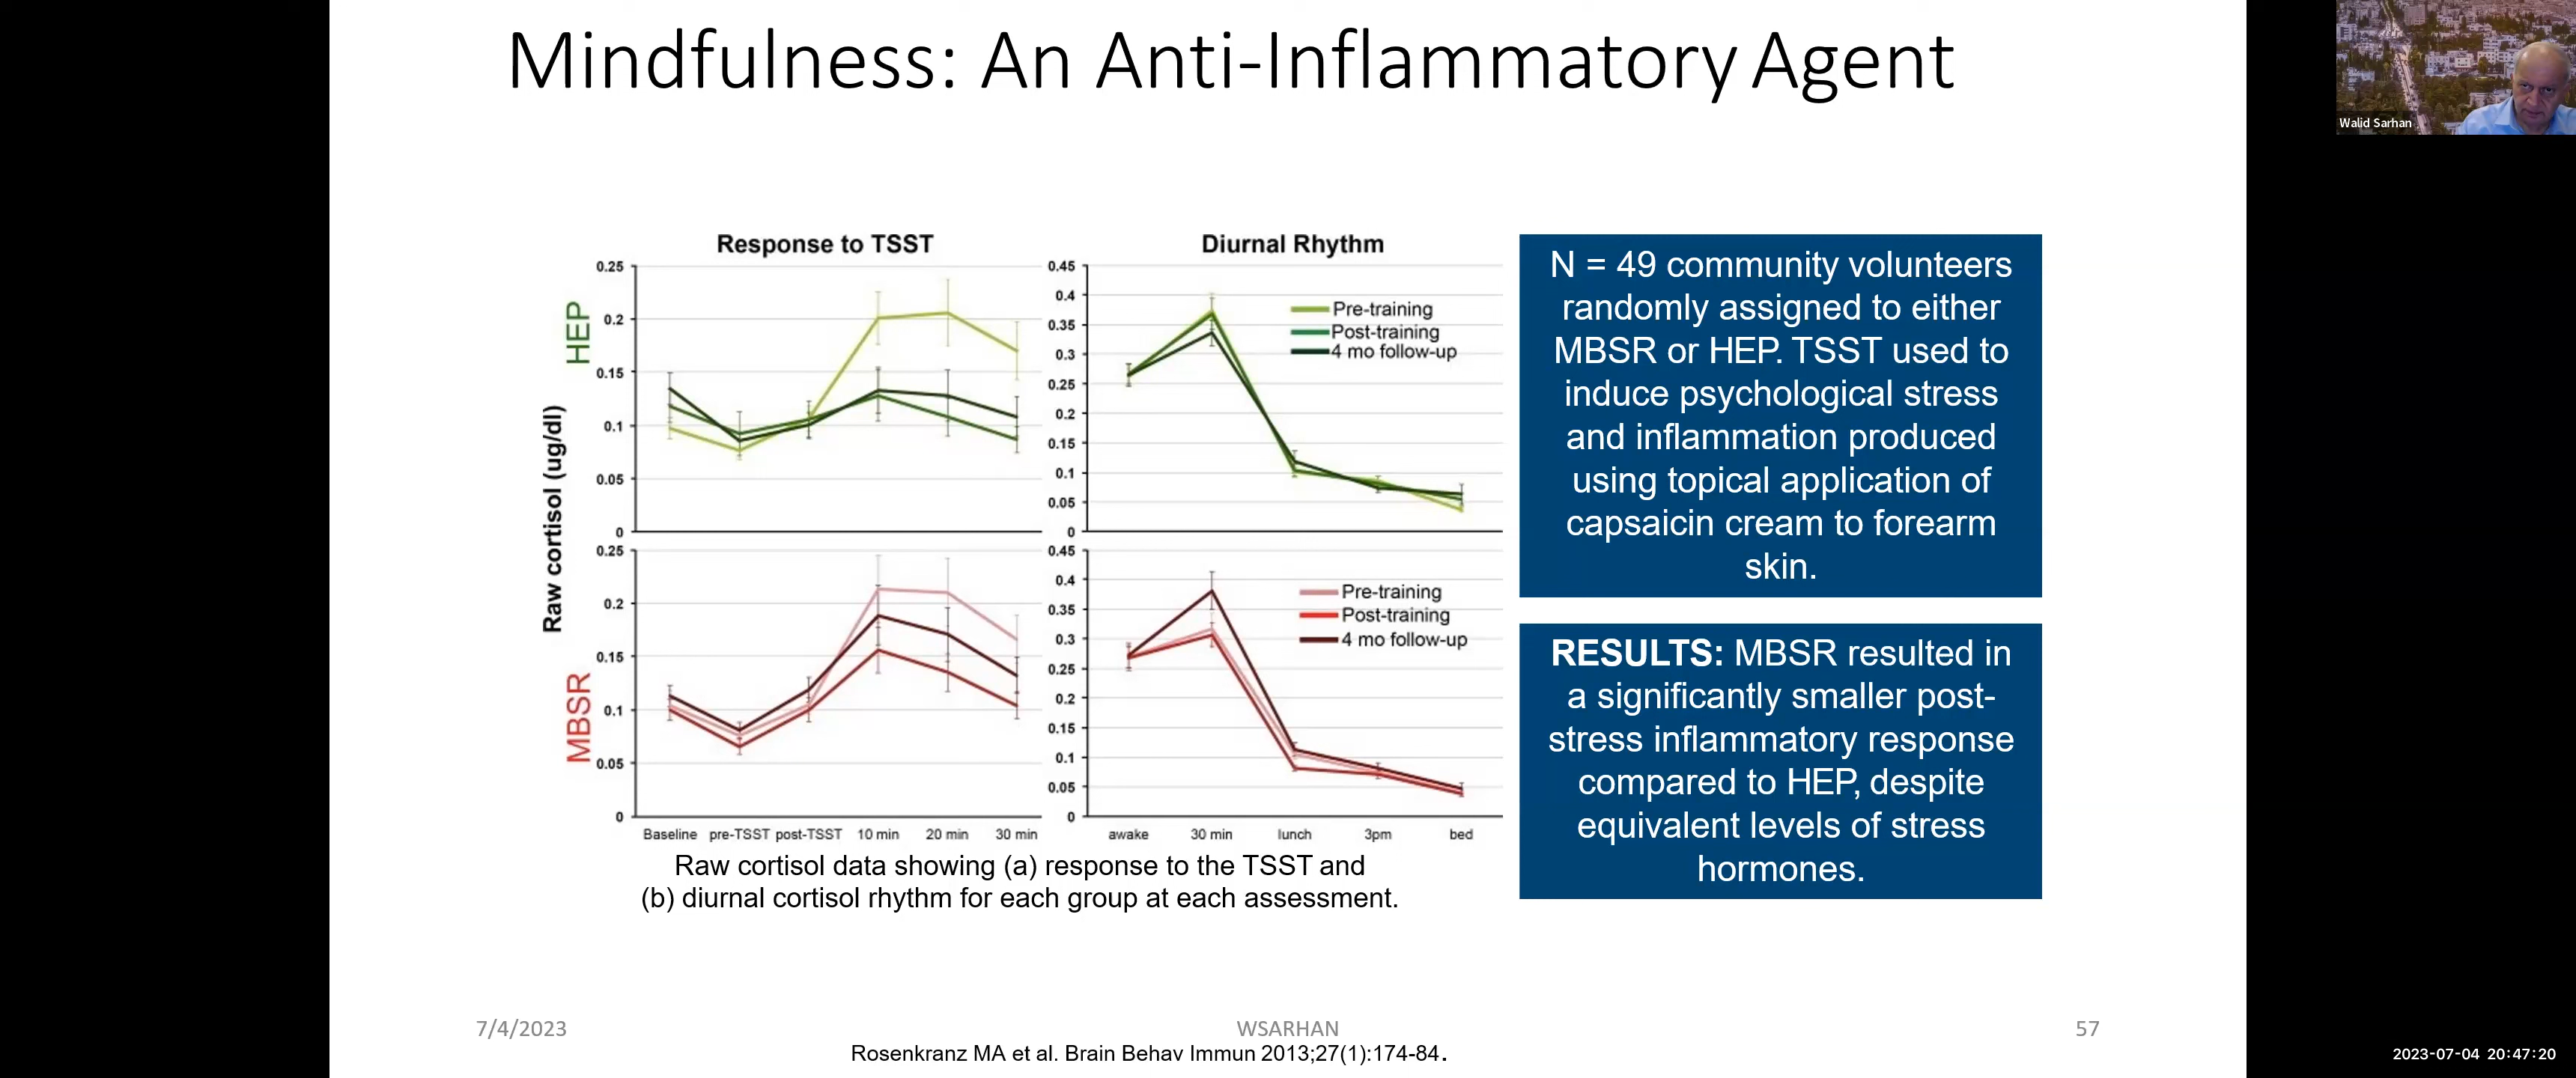 Mindfulness: An Anti-Inflammatory Agent
Walid Sarhan
Response to TSST
HEP
Raw cortisol (ug/dl)
0.25
0.2
0.15
0.1
0.05
0
Diurnal Rhythm
0.45
0.4
0.35
0.3
0.25
0.2
0.15
0.1
0.05
0
Pre-training
Post-training
4 mo follow-up
MBSR
0.25
0.2
0.15
0.1
0.05
0
Baseline pre-TSST post-TSST 10 min 20 min 30 min
0.45
0.4
0.35
0.3
0.25
0.2
0.15
0.1
0.05
0
Pre-training
Post-training
4 mo follow-up
awake 30 min lunch 3pm bed
Raw cortisol data showing (a) response to the TSST and
(b) diurnal cortisol rhythm for each group at each assessment.
N = 49 community volunteers
randomly assigned to either
MBSR or HEP. TSST used to
induce psychological stress
and inflammation produced
using topical application of
capsaicin cream to forearm
skin.
RESULTS: MBSR resulted in
a significantly smaller post-
stress inflammatory response
compared to HEP, despite
equivalent levels of stress
hormones.
7/4/2023
WSARHAN
57
Rosenkranz MA et al. Brain Behav Immun 2013;27(1):174-84.
2023-07-04 20:47:20